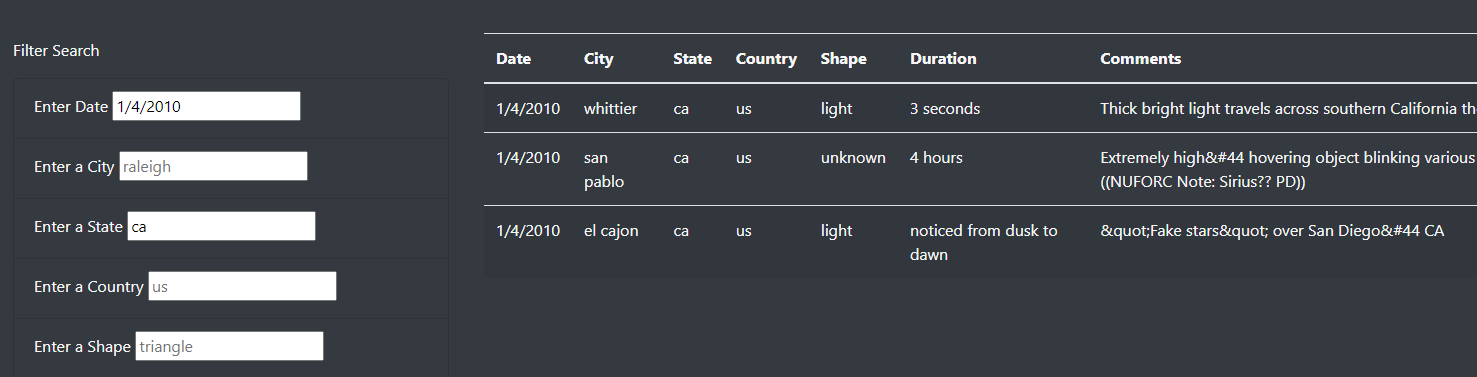 Filter Search
Enter Date 1/4/2010
Enter a City raleigh
Enter a State ca
Enter a Country us
Enter a Shape triangle
Date City State Country Shape Duration Comments
1/4/2010 whittier ca us light 3 seconds Thick bright light travels across southern California
1/4/2010 san ca us unknown 4 hours Extremely high&#44 hovering object blinking various
pablo ((NUFORC Note: Sirius?? PD))
1/4/2010 el cajon ca us light noticed from dusk to &quot;Fake stars&quot; over San Diego&#44 CA
dawn